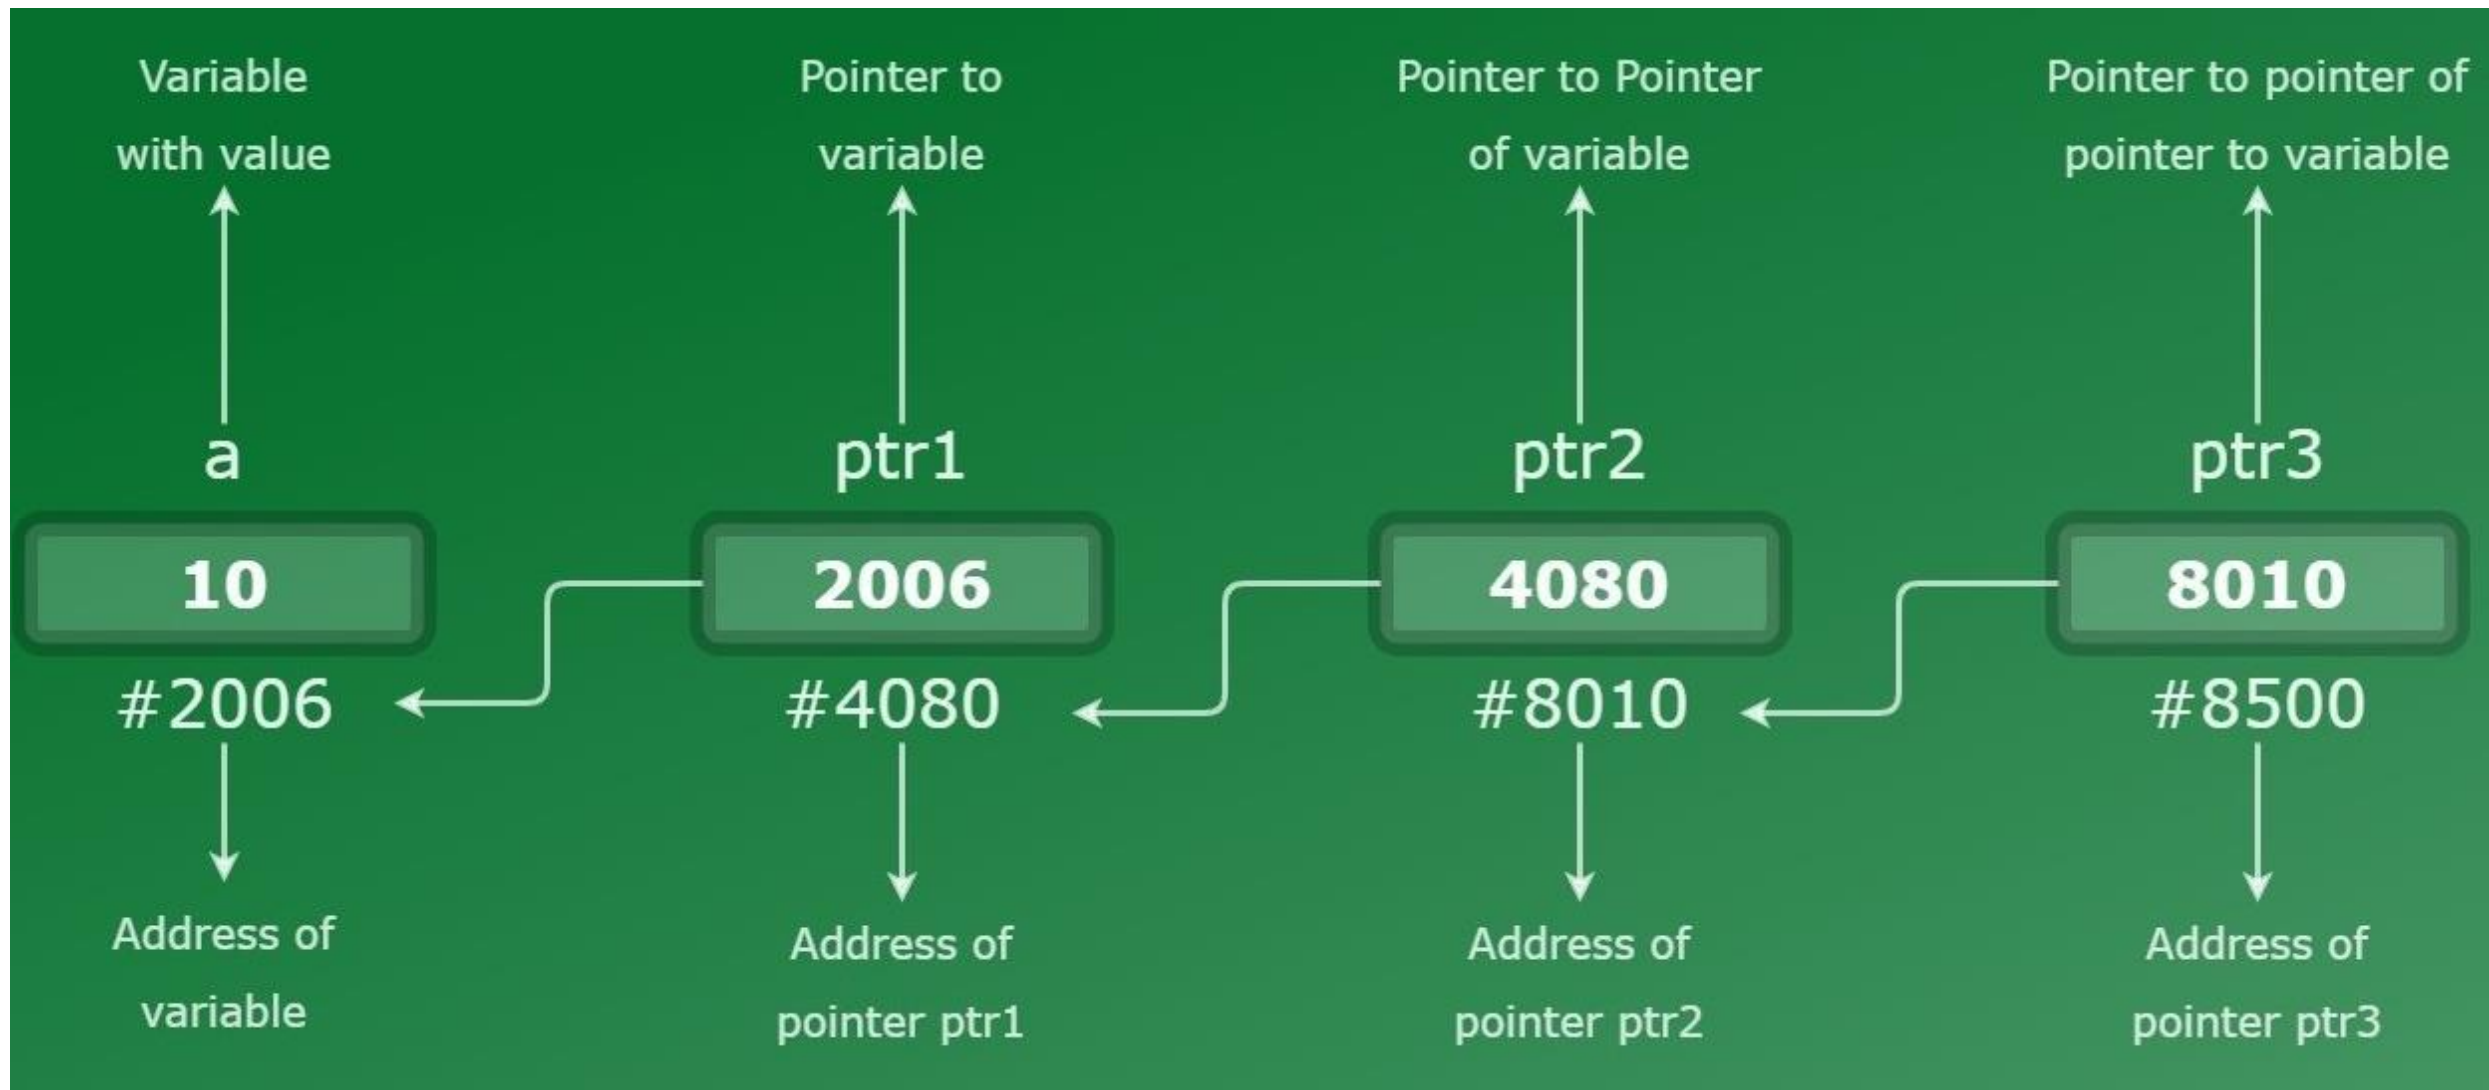 Variable
with value
Pointer to
variable
Pointer to Pointer
of variable
Pointer to pointer of
pointer to variable
a
ptr1
ptr2
ptr3
10
2006
4080
8010
#2006
#4080
#8010
#8500
Address of
variable
Address of
pointer ptr1
Address of
pointer ptr2
Address of
pointer ptr3